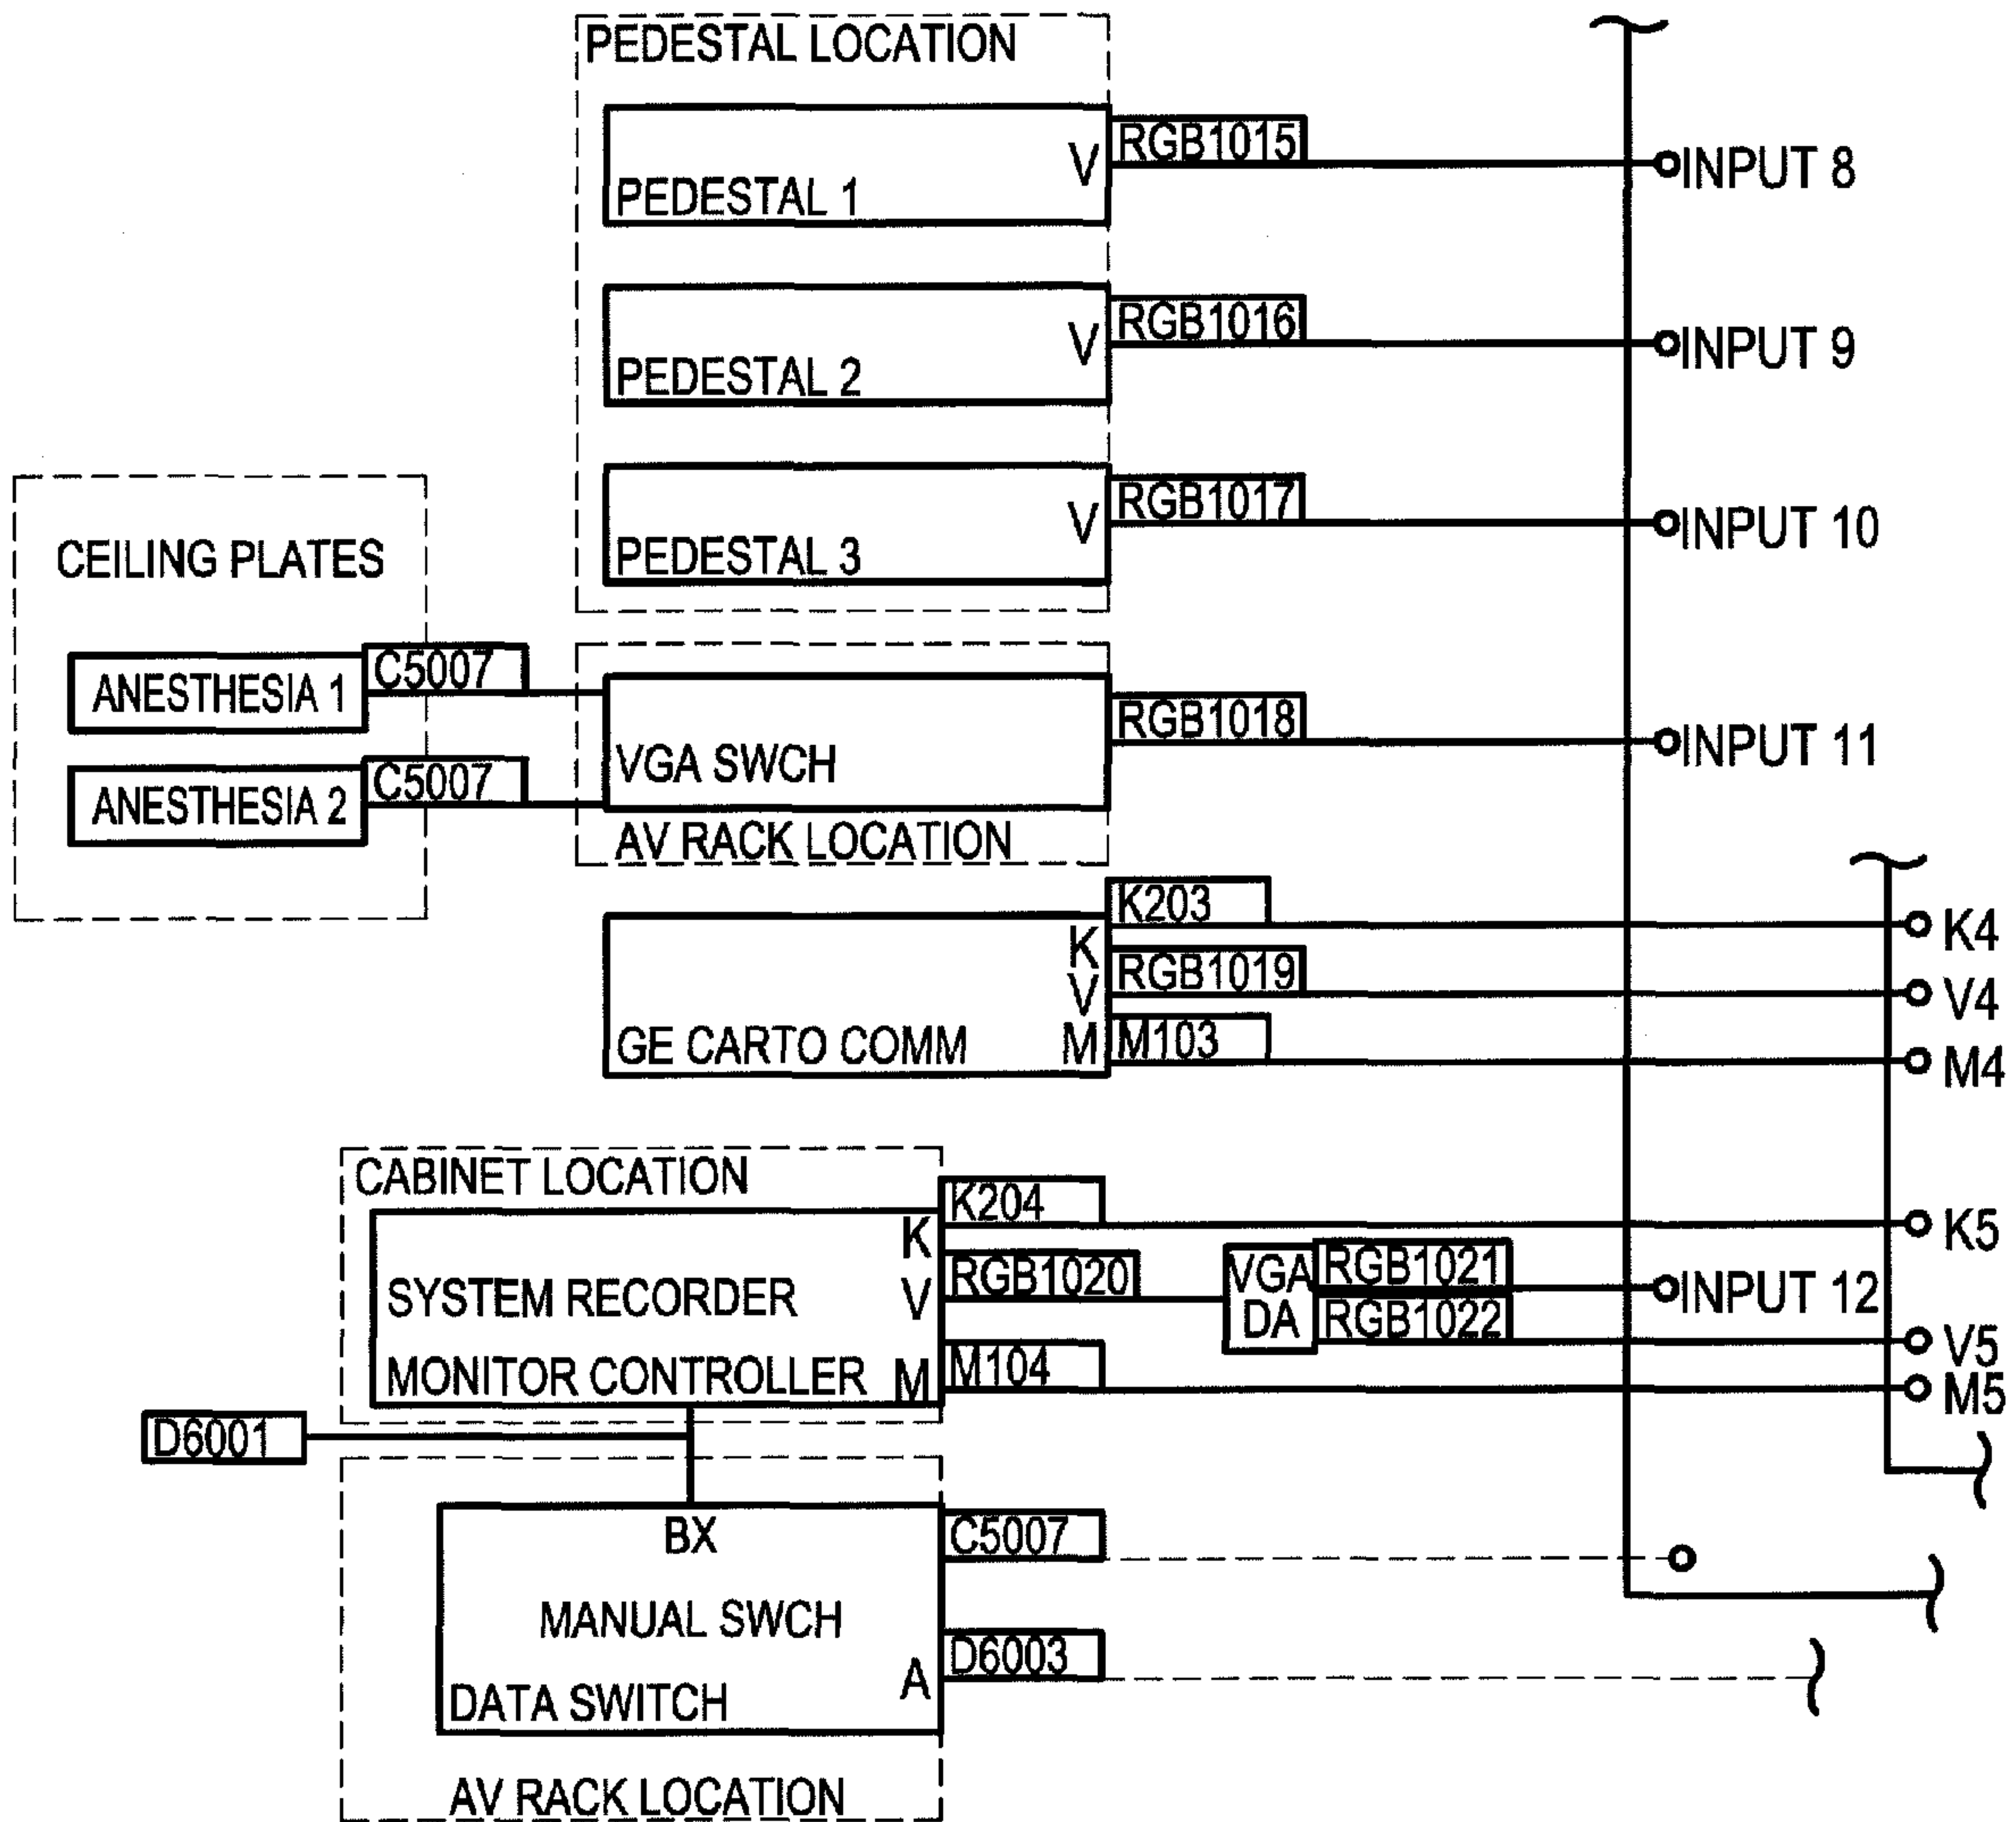 PEDESTAL LOCATION
RGB1015
V
PEDESTAL 1
INPUT 8
RGB1016
V
PEDESTAL 2
INPUT 9
RGB1017
V
PEDESTAL 3
INPUT 10
CEILING PLATES
ANESTHESIA 1
C5007
ANESTHESIA 2
C5007
VGA SWCH
RGB1018
INPUT 11
AV RACK LOCATION
K203
K
K4
RGB1019
V
V4
GE CARTO COMM
M
M103
M4
CABINET LOCATION
K204
K
K5
SYSTEM RECORDER
V
RGB1020
VGA
DA
RGB1021
INPUT 12
RGB1022
V5
MONITOR CONTROLLER
M
M104
M5
D6001
BX
C5007
MANUAL SWCH
D6003
A
DATA SWITCH
AV RACK LOCATION